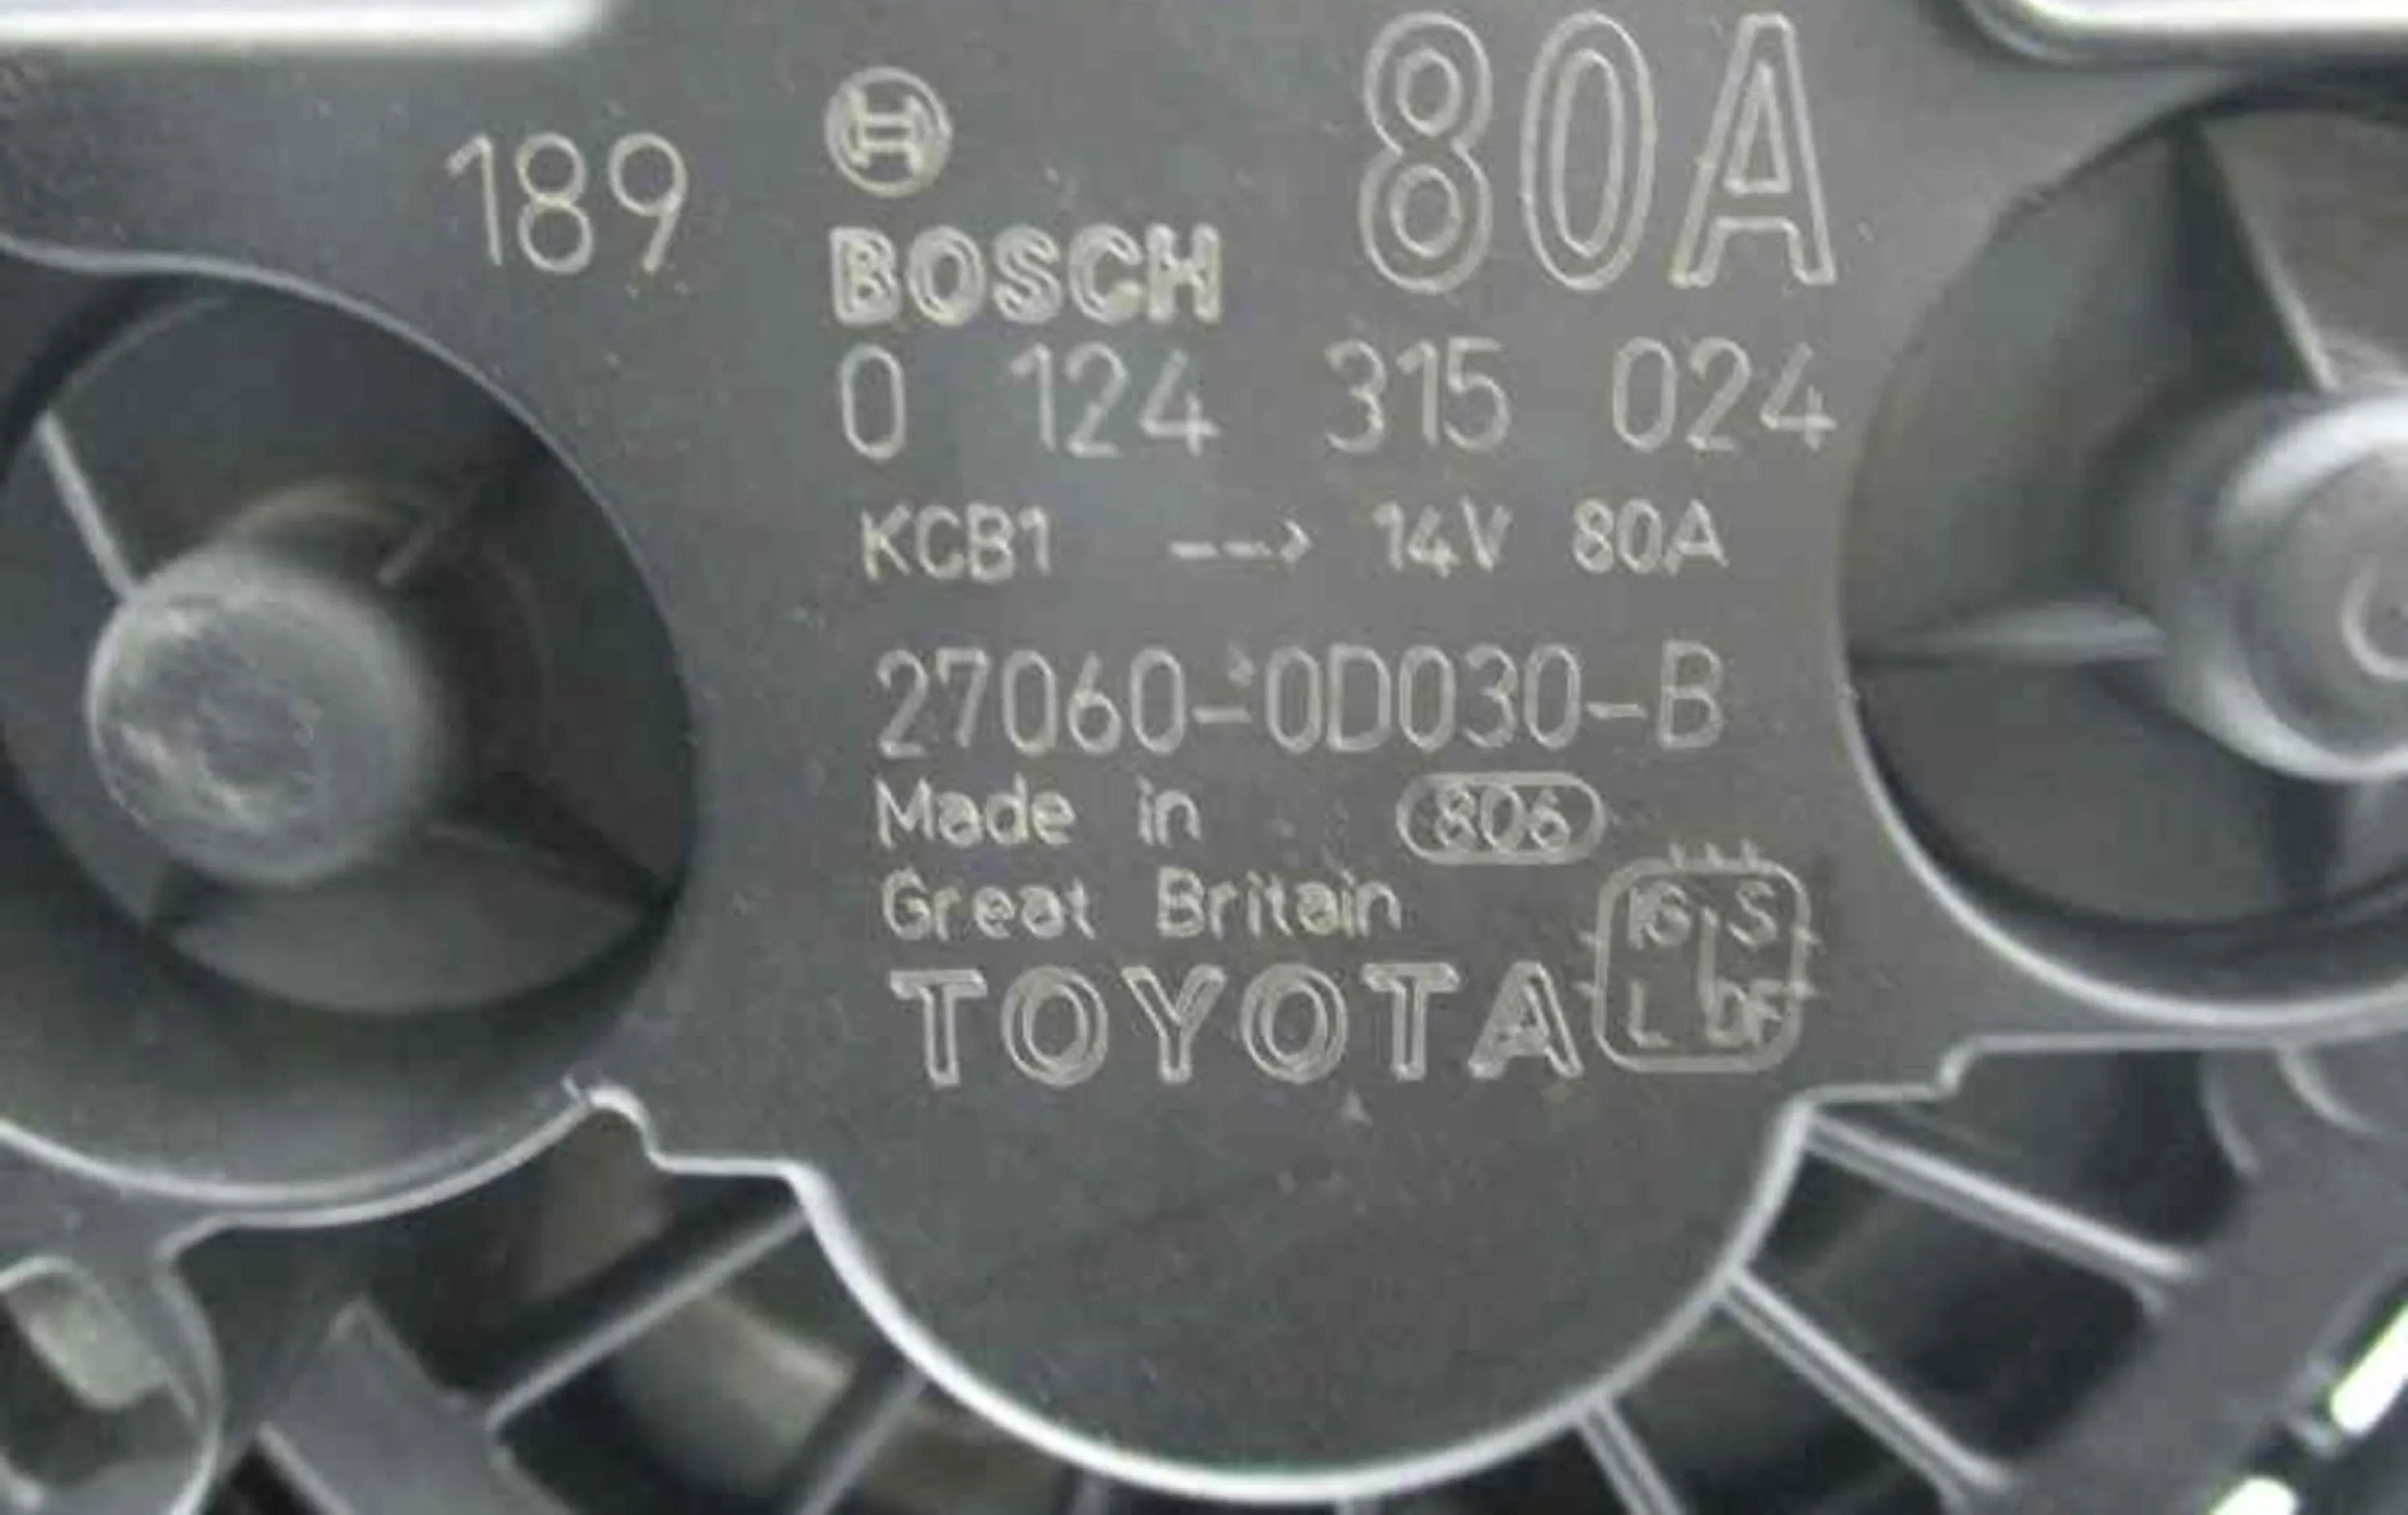 189
80A
BOSCH
0 124 315 024
KCB1 --> 14V 80A
27060-0D030-B
Made in 806
Great Britain
IG S
L DF
TOYOTA